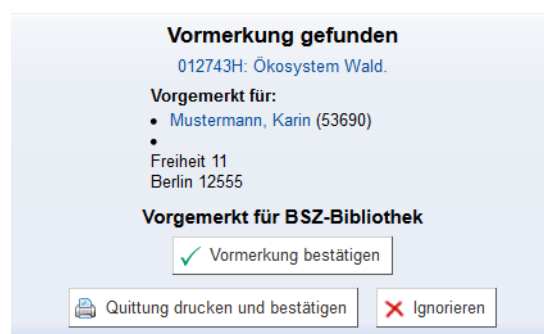 Vormerkung gefunden
012743H: Ökosystem Wald.
Vorgemerkt für:
Mustermann, Karin (53690)
Freiheit 11
Berlin 12555
Vorgemerkt für BSZ-Bibliothek
Vormerkung bestätigen
Quittung drucken und bestätigen Ignorieren